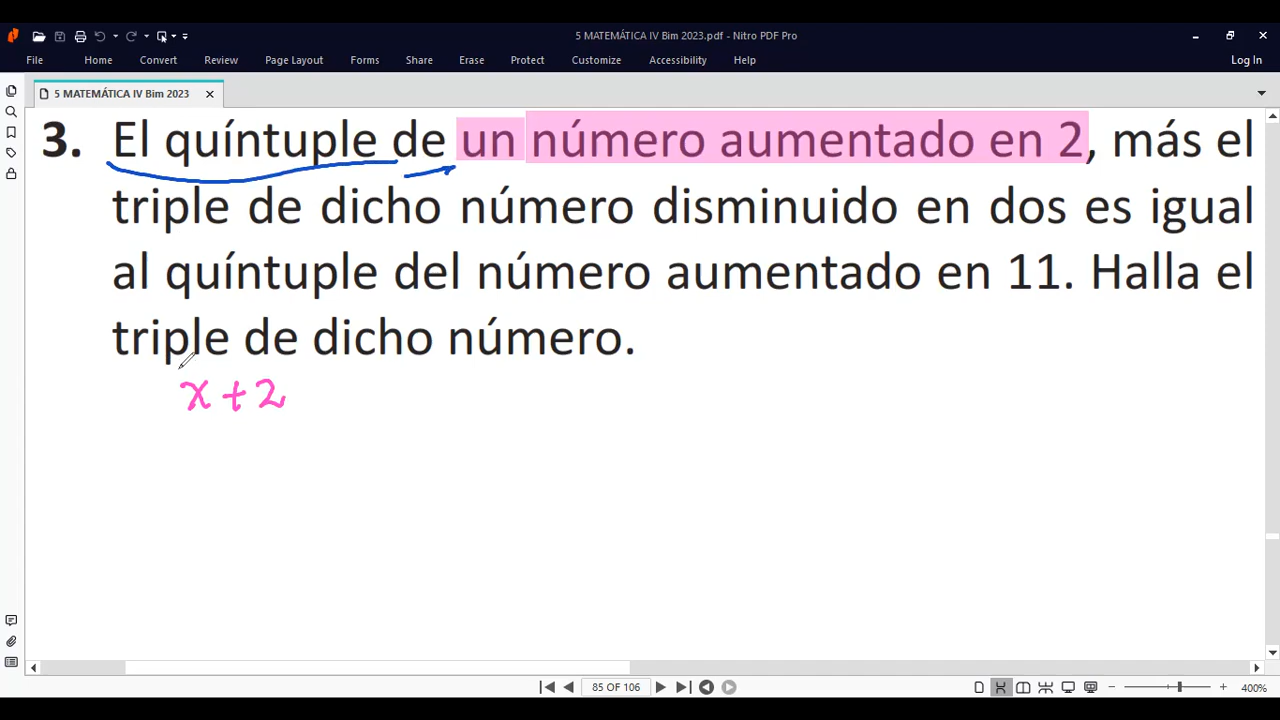 5 MATEMÁTICA IV Bim 2023.pdf - Nitro PDF Pro
File Home Convert Review Page Layout Forms Share Erase Protect Customize Accessibility Help Log In
5 MATEMÁTICA IV Bim 2023
3. El quíntuple de un número aumentado en 2, más el
triple de dicho número disminuido en dos es igual
al quíntuple del número aumentado en 11. Halla el
triple de dicho número.
x + 2
85 OF 106
400%